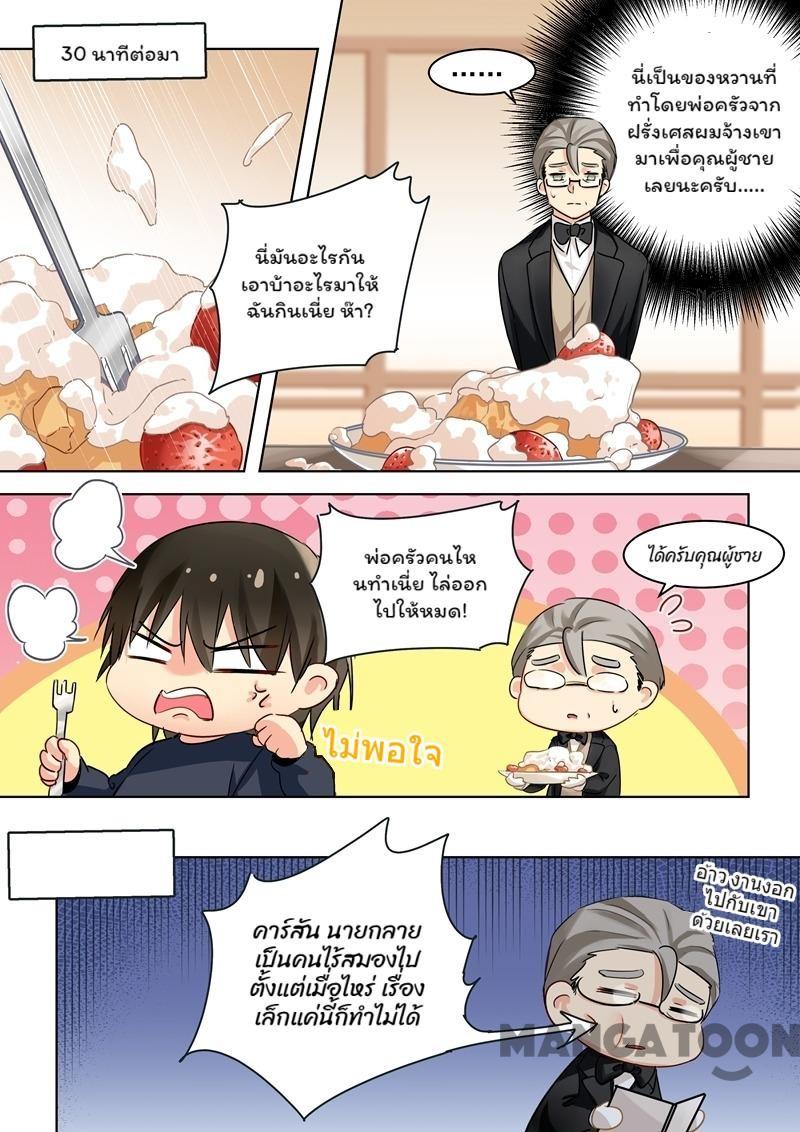 30 นาทีต่อมา
......
นี่เป็นของหวานที่
ทำโดยพ่อครัวจาก
ฝรั่งเศสผมจ้างเขา
มาเพื่อคุณผู้ชาย
เลยนะครับ.....
นี่มันอะไรกัน
เอาบ้าอะไรมาให้
ฉันกินเนี่ย ห๊า?
พ่อครัวคนไห
นทำเนี่ย ไล่ออก
ไปให้หมด!
ได้ครับคุณผู้ชาย
ไม่พอใจ
อ้าว งานงอก
ไปกับเขา
ด้วยเลยเรา
คาร์สัน นายกลาย
เป็นคนไร้สมองไป
ตั้งแต่เมื่อไหร่ เรื่อง
เล็กแค่นี้ก็ทำไม่ได้
MANGATOON